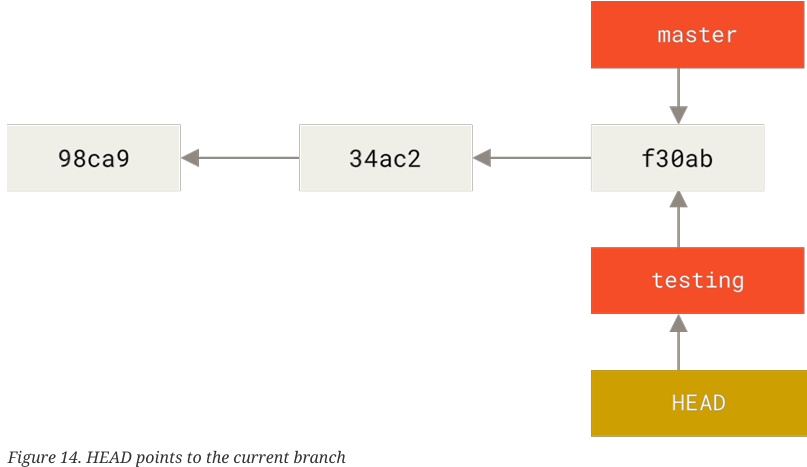 master
98ca9
34ac2
f30ab
testing
HEAD
Figure 14. HEAD points to the current branch